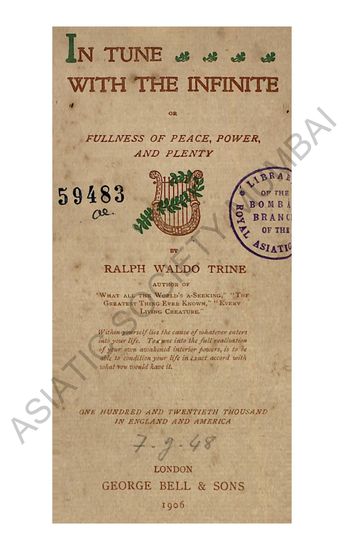 IN TUNE
WITH THE INFINITE
OR
FULLNESS OF PEACE, POWER,
AND PLENTY
59483
LIBRARY
OF THE
BOMBAY
BRANCH
OF THE
ROYAL ASIATIC
BY
RALPH WALDO TRINE
AUTHOR OF
"WHAT ALL THE WORLD'S A-SEEKING," "THE
GREATEST THING EVER KNOWN," "EVERY
LIVING CREATURE."
Within yourself lies the cause of whatever enters
into your life. To come into the full realisation
of your own awakened interior powers, is to be
able to condition your life in exact accord with
what you would have it.
ONE HUNDRED AND TWENTIETH THOUSAND
IN ENGLAND AND AMERICA
7.9.48
LONDON
GEORGE BELL & SONS
1906
ASIATIC SOCIETY MUMBAI